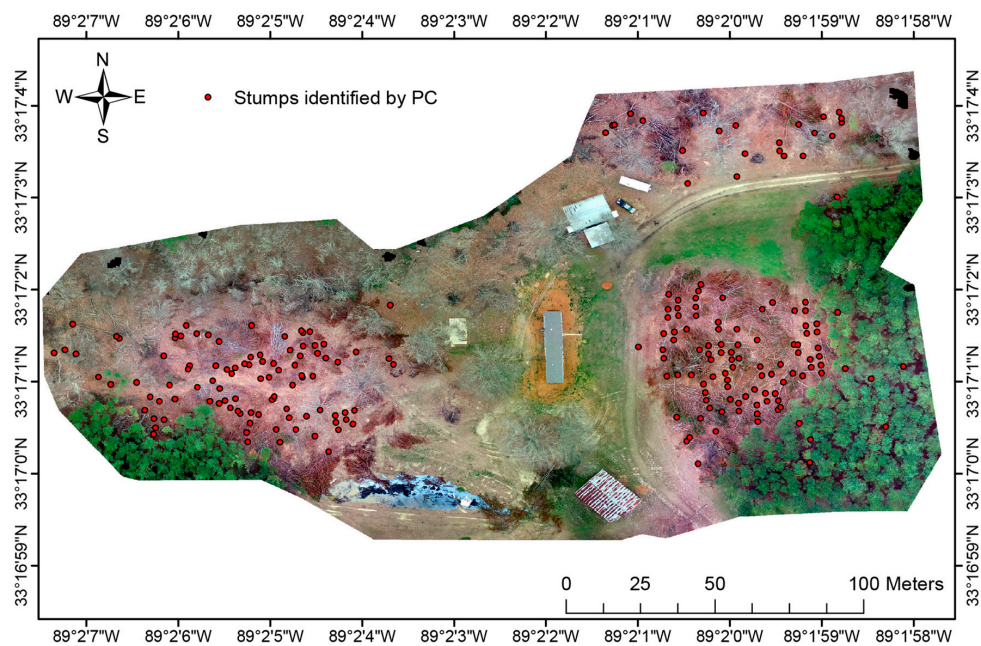 89°2'7"W 89°2'6"W 89°2'5"W 89°2'4"W 89°2'3"W 89°2'2"W 89°2'1"W 89°2'0"W 89°1'59"W 89°1'58"W
N
W E
S
Stumps identified by PC
33°17'4"N 33°17'4"N
33°17'3"N 33°17'3"N
33°17'2"N 33°17'2"N
33°17'1"N 33°17'1"N
33°17'0"N 33°17'0"N
33°16'59"N 33°16'59"N
0 25 50 100 Meters
89°2'7"W 89°2'6"W 89°2'5"W 89°2'4"W 89°2'3"W 89°2'2"W 89°2'1"W 89°2'0"W 89°1'59"W 89°1'58"W